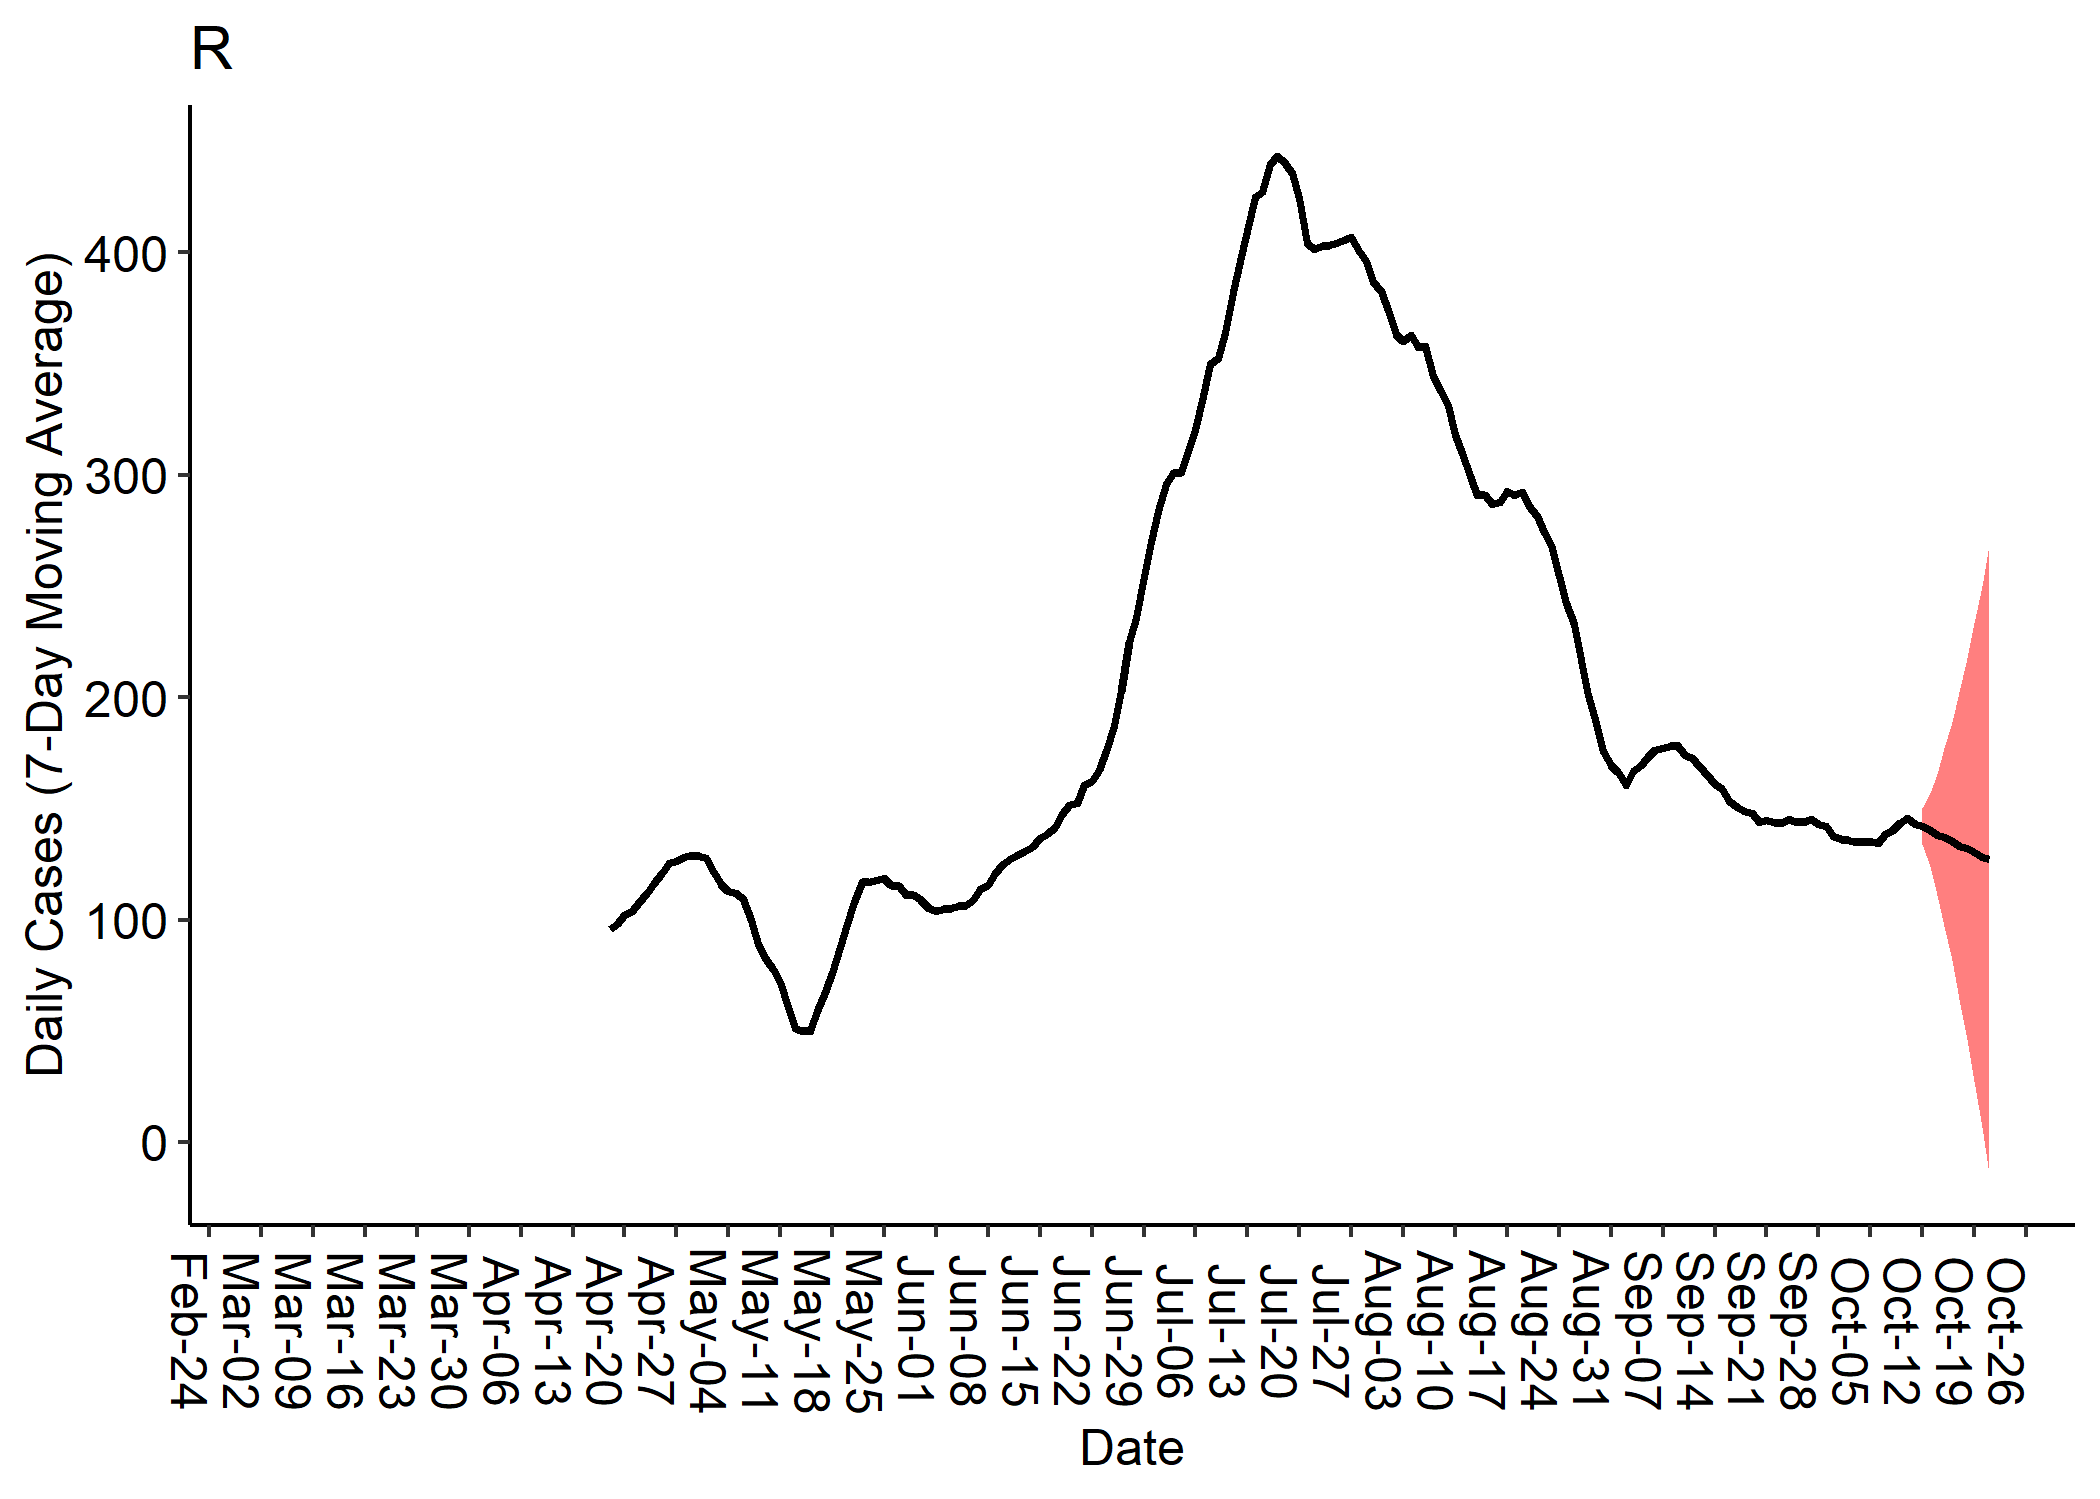 R
Daily Cases (7-Day Moving Average)
400
300
200
100
0
Feb-24
Mar-02
Mar-09
Mar-16
Mar-23
Mar-30
Apr-06
Apr-13
Apr-20
Apr-27
May-04
May-11
May-18
May-25
Jun-01
Jun-08
Jun-15
Jun-22
Jun-29
Jul-06
Jul-13
Jul-20
Jul-27
Aug-03
Aug-10
Aug-17
Aug-24
Aug-31
Sep-07
Sep-14
Sep-21
Sep-28
Oct-05
Oct-12
Oct-19
Oct-26
Date